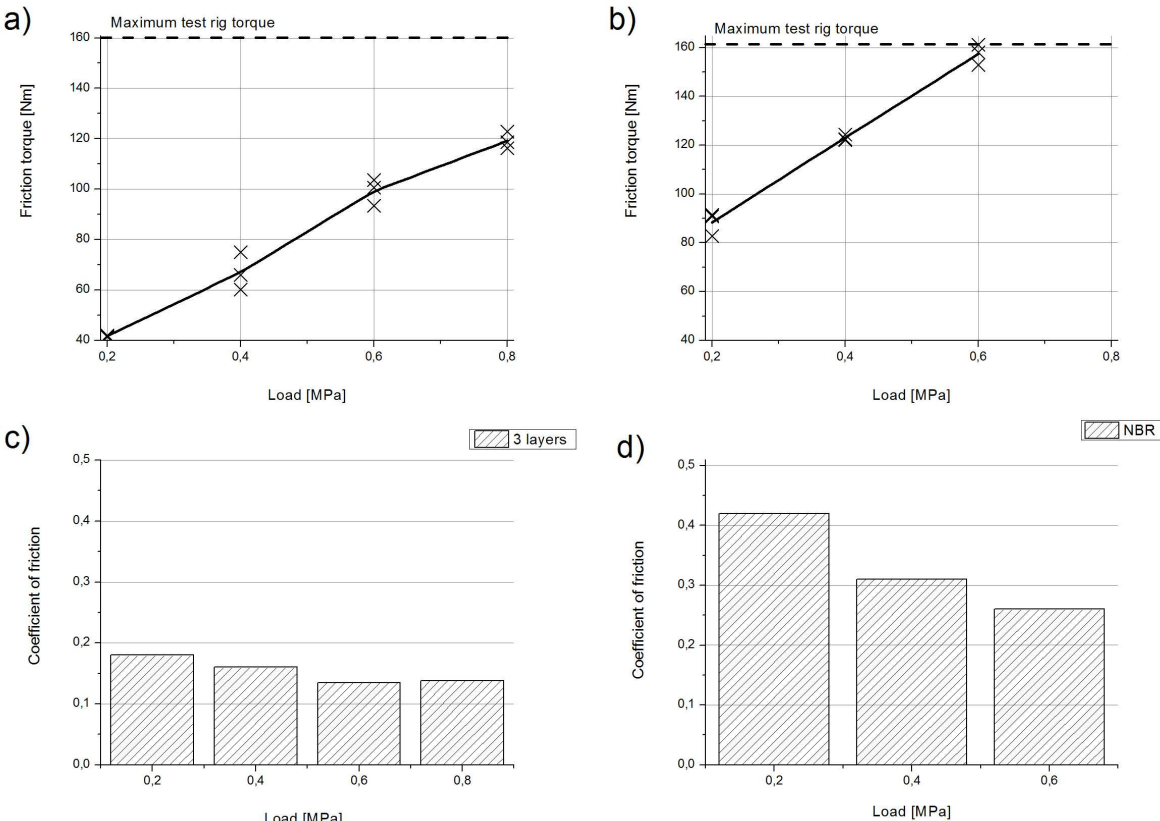 a)
Maximum test rig torque
160
140
120
100
80
60
40
Friction torque [Nm]
0,2
0,4
0,6
0,8
Load [MPa]
b)
Maximum test rig torque
160
140
120
100
80
60
40
Friction torque [Nm]
0,2
0,4
0,6
0,8
Load [MPa]
c)
3 layers
0,5
0,4
0,3
0,2
0,1
0,0
Coefficient of friction
0,2
0,4
0,6
0,8
Load [MPa]
d)
NBR
0,5
0,4
0,3
0,2
0,1
0,0
Coefficient of friction
0,2
0,4
0,6
Load [MPa]